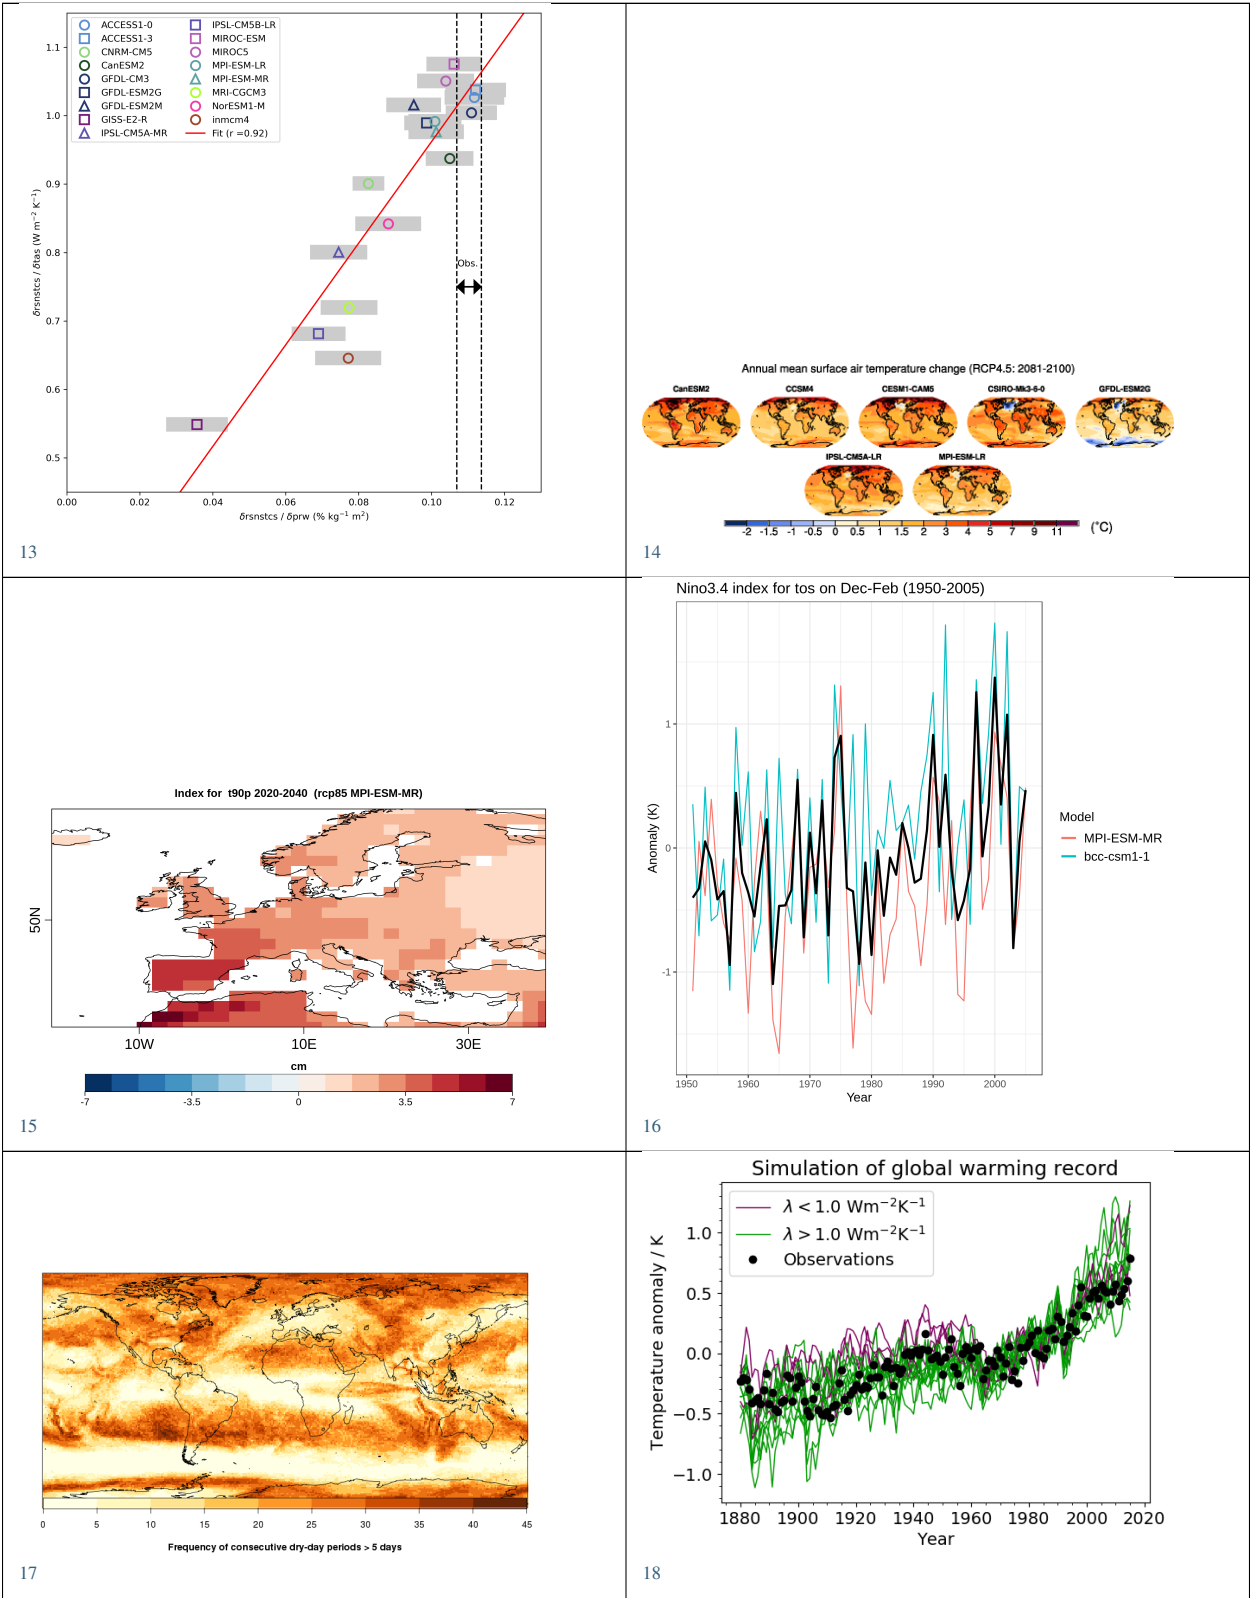 ACCESS1-0
ACCESS1-3
CNRM-CM5
CanESM2
GFDL-CM3
GFDL-ESM2G
GFDL-ESM2M
GISS-E2-R
IPSL-CM5A-MR
IPSL-CM5B-LR
MIROC-ESM
MIROC5
MPI-ESM-LR
MPI-ESM-MR
MRI-CGCM3
NorESM1-M
inmcm4
Fit (r =0.92)
1.1
1.0
0.9
0.8
0.7
0.6
0.5
δrsnstcs / δtas (W m⁻² K⁻¹)
Obs.
0.00 0.02 0.04 0.06 0.08 0.10 0.12
δrsnstcs / δprw (% kg⁻¹ m²)
13
Annual mean surface air temperature change (RCP4.5: 2081-2100)
CanESM2 CCSM4 CESM1-CAM5 CSIRO-Mk3-6-0 GFDL-ESM2G
IPSL-CM5A-LR MPI-ESM-LR
-2 -1.5 -1 -0.5 0 0.5 1 1.5 2 3 4 5 7 9 11 (°C)
14
Index for t90p 2020-2040 (rcp85 MPI-ESM-MR)
50N
10W 10E 30E
cm
-7 -3.5 0 3.5 7
15
Nino3.4 index for tos on Dec-Feb (1950-2005)
1
0
-1
Anomaly (K)
1950 1960 1970 1980 1990 2000
Year
Model
MPI-ESM-MR
bcc-csm1-1
16
0 5 10 15 20 25 30 35 40 45
Frequency of consecutive dry-day periods > 5 days
17
Simulation of global warming record
λ < 1.0 Wm⁻²K⁻¹
λ > 1.0 Wm⁻²K⁻¹
Observations
1.0
0.5
0.0
−0.5
−1.0
Temperature anomaly / K
1880 1900 1920 1940 1960 1980 2000 2020
Year
18